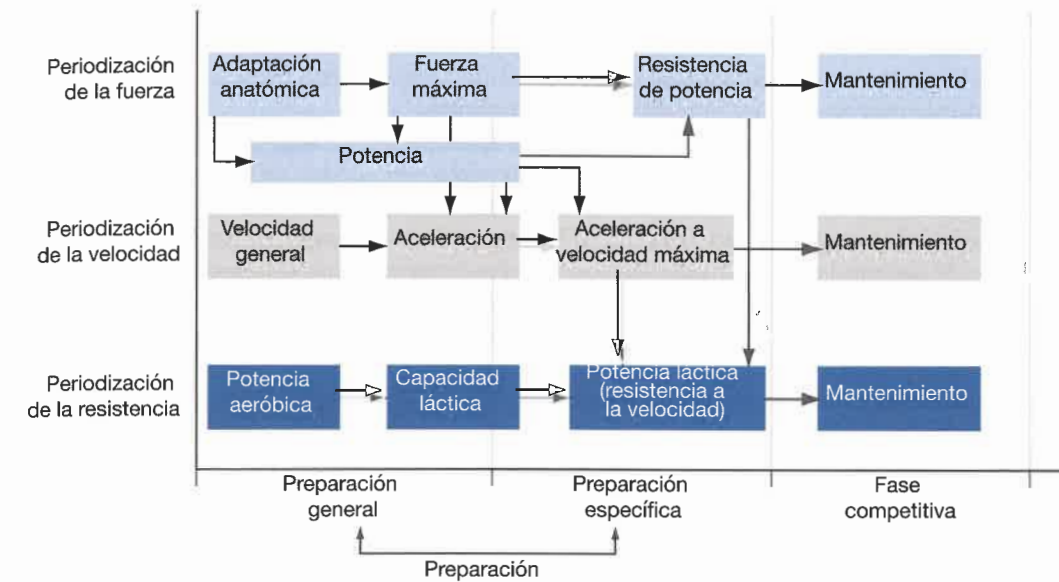 Periodización
de la fuerza
Adaptación
anatómica
Fuerza
máxima
Resistencia
de potencia
Mantenimiento
Potencia
Periodización
de la velocidad
Velocidad
general
Aceleración
Aceleración a
velocidad máxima
Mantenimiento
Periodización
de la resistencia
Potencia
aeróbica
Capacidad
láctica
Potencia láctica
(resistencia a
la velocidad)
Mantenimiento
Preparación
general
Preparación
específica
Fase
competitiva
Preparación